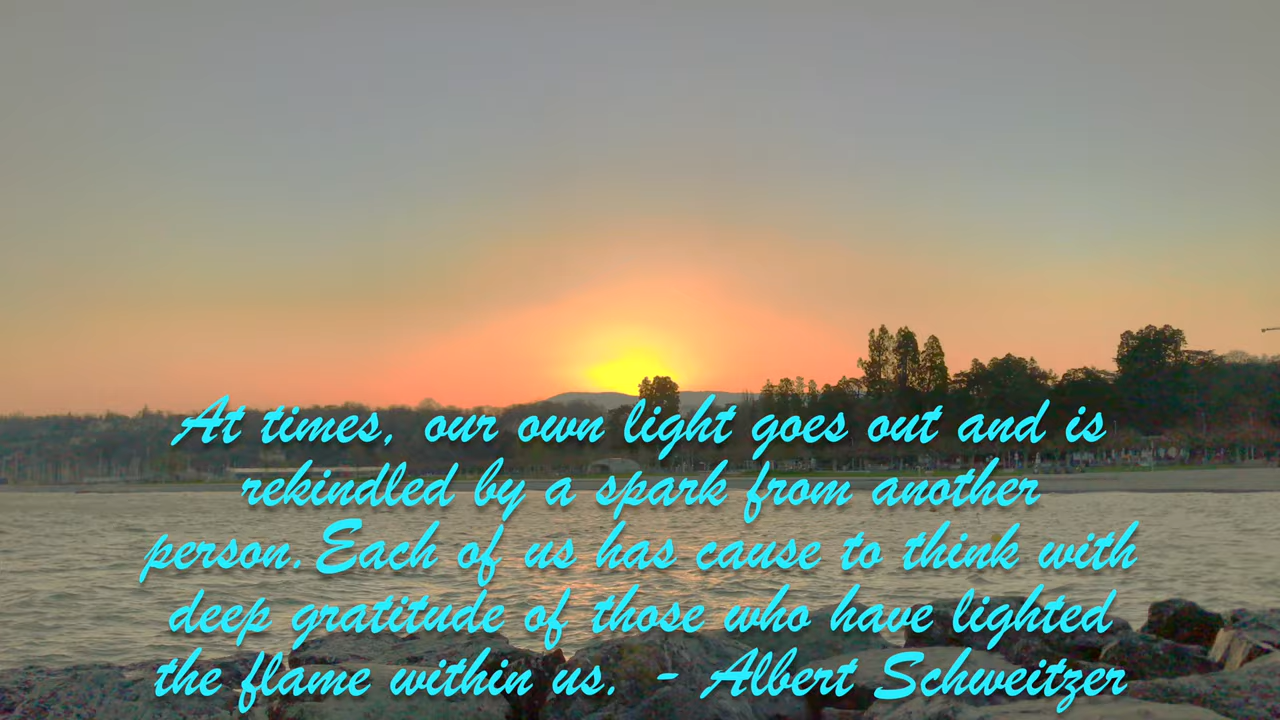 At times, our own light goes out and is
rekindled by a spark from another
person. Each of us has cause to think with
deep gratitude of those who have lighted
the flame within us. - Albert Schweitzer